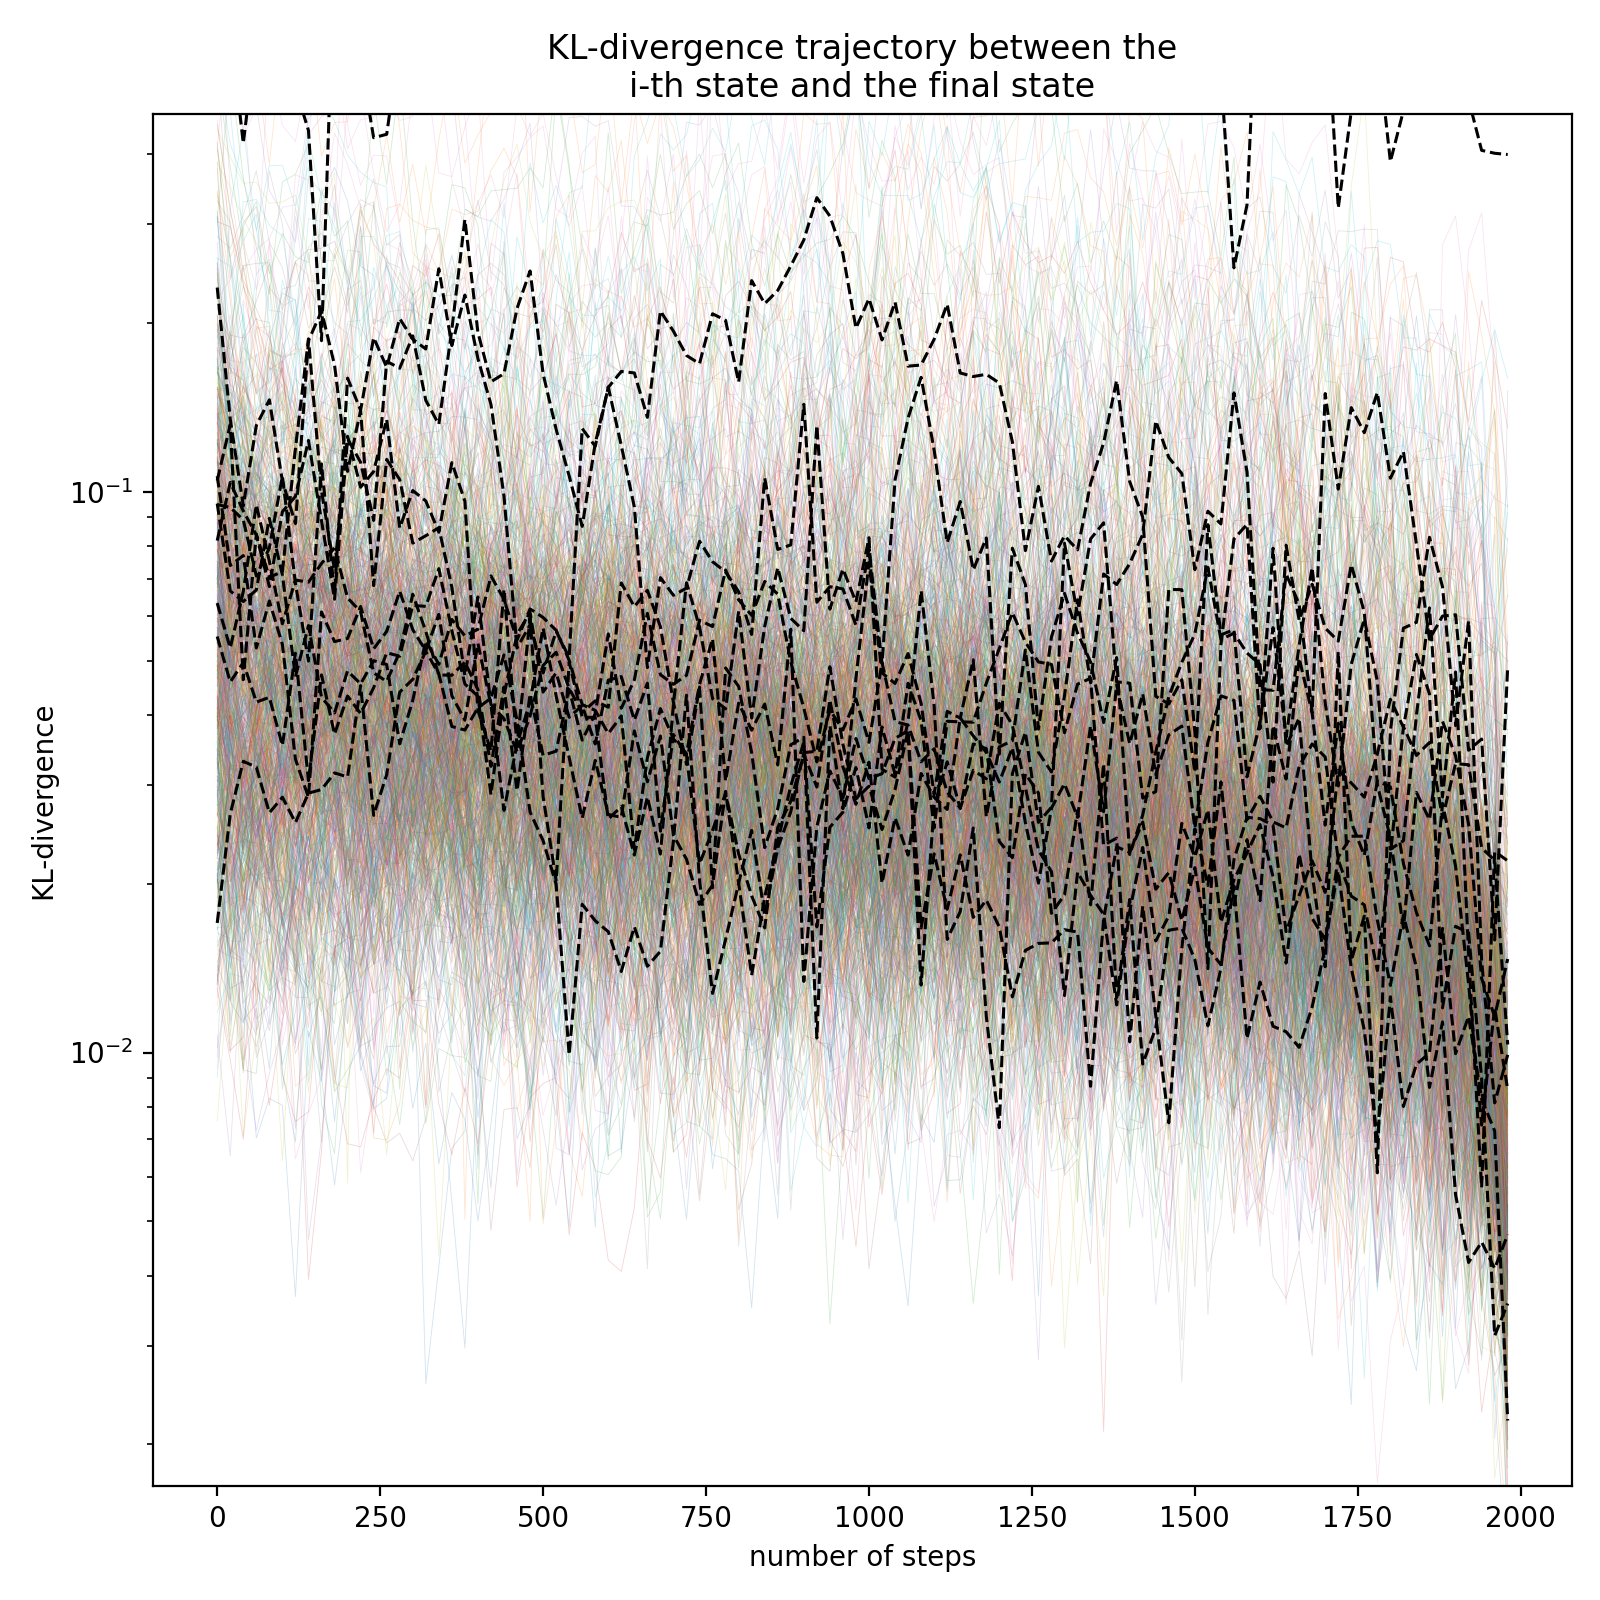 KL-divergence trajectory between the
i-th state and the final state
KL-divergence
10⁻¹
10⁻²
0 250 500 750 1000 1250 1500 1750 2000
number of steps